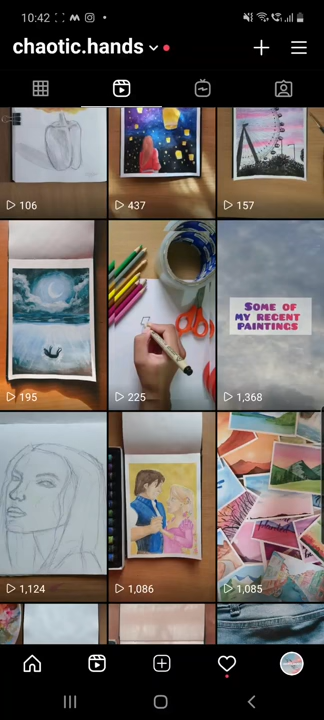 10:42
chaotic.hands
106
437
157
195
225
SOME OF
MY RECENT
PAINTINGS
1,368
1,124
1,086
1,085